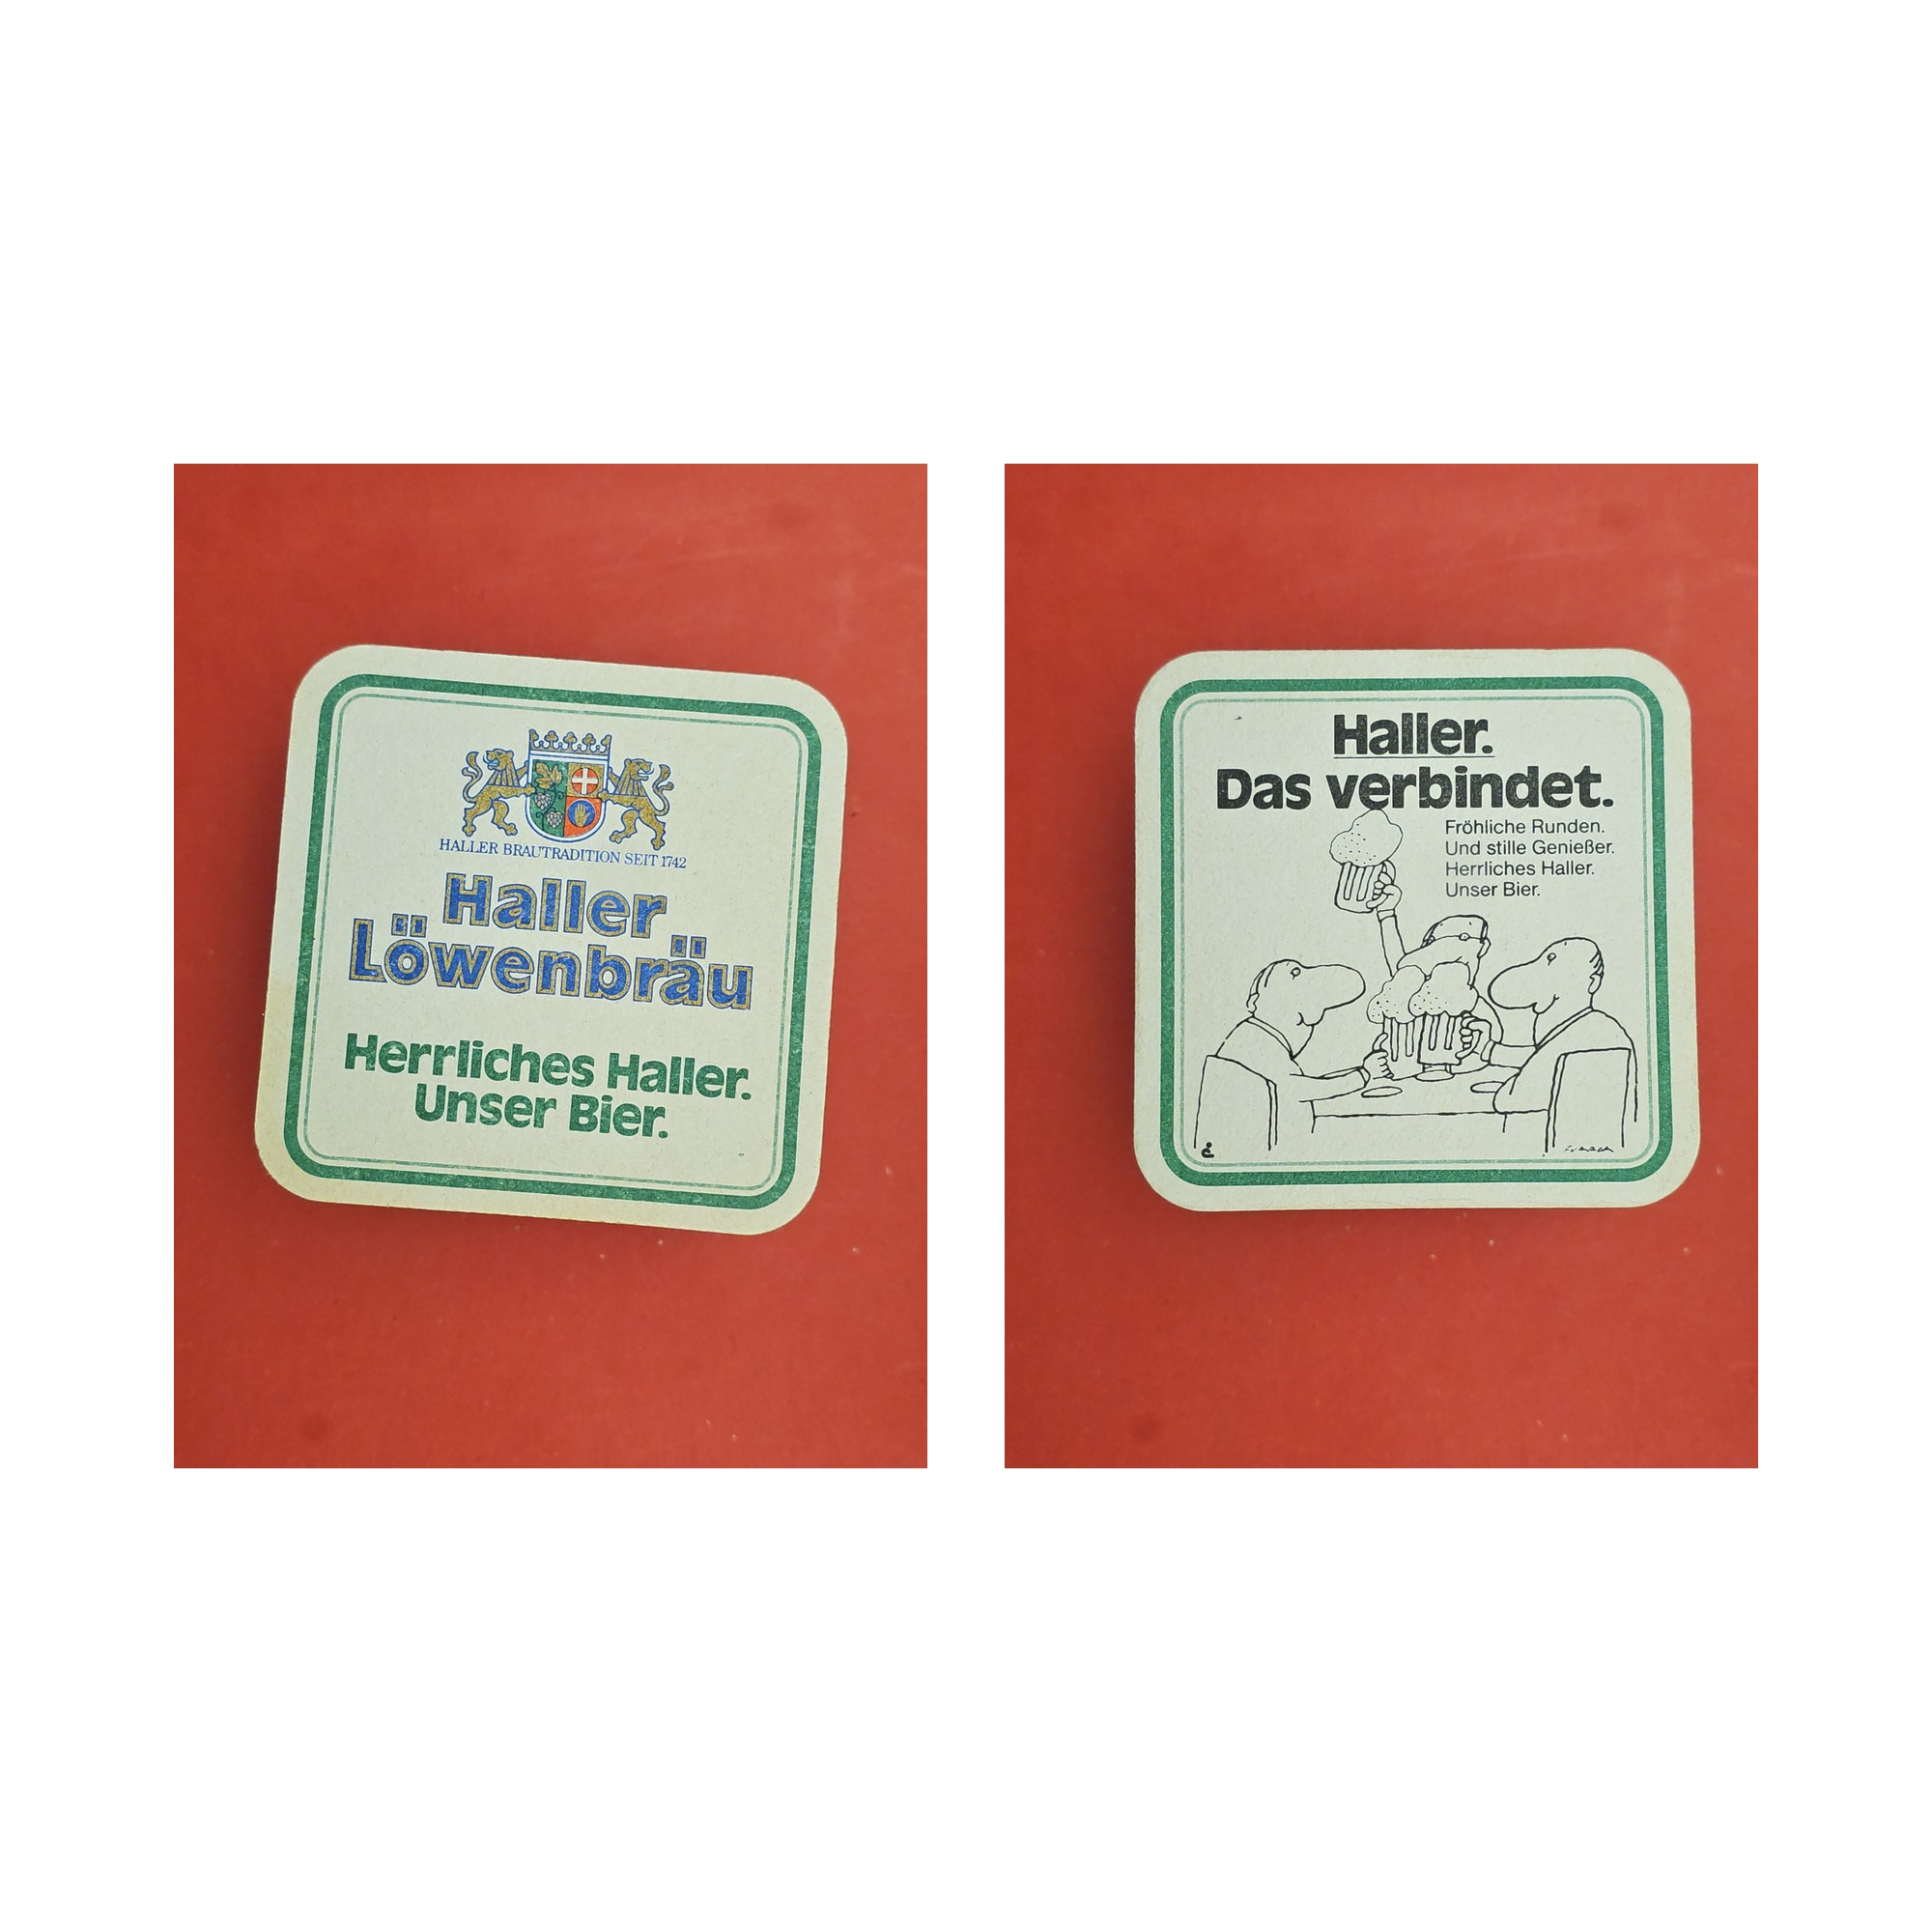 HALLER BRAUTRADITION SEIT 1742
Haller
Löwenbräu
Herrliches Haller.
Unser Bier.
Haller.
Das verbindet.
Fröhliche Runden.
Und stille Genießer.
Herrliches Haller.
Unser Bier.